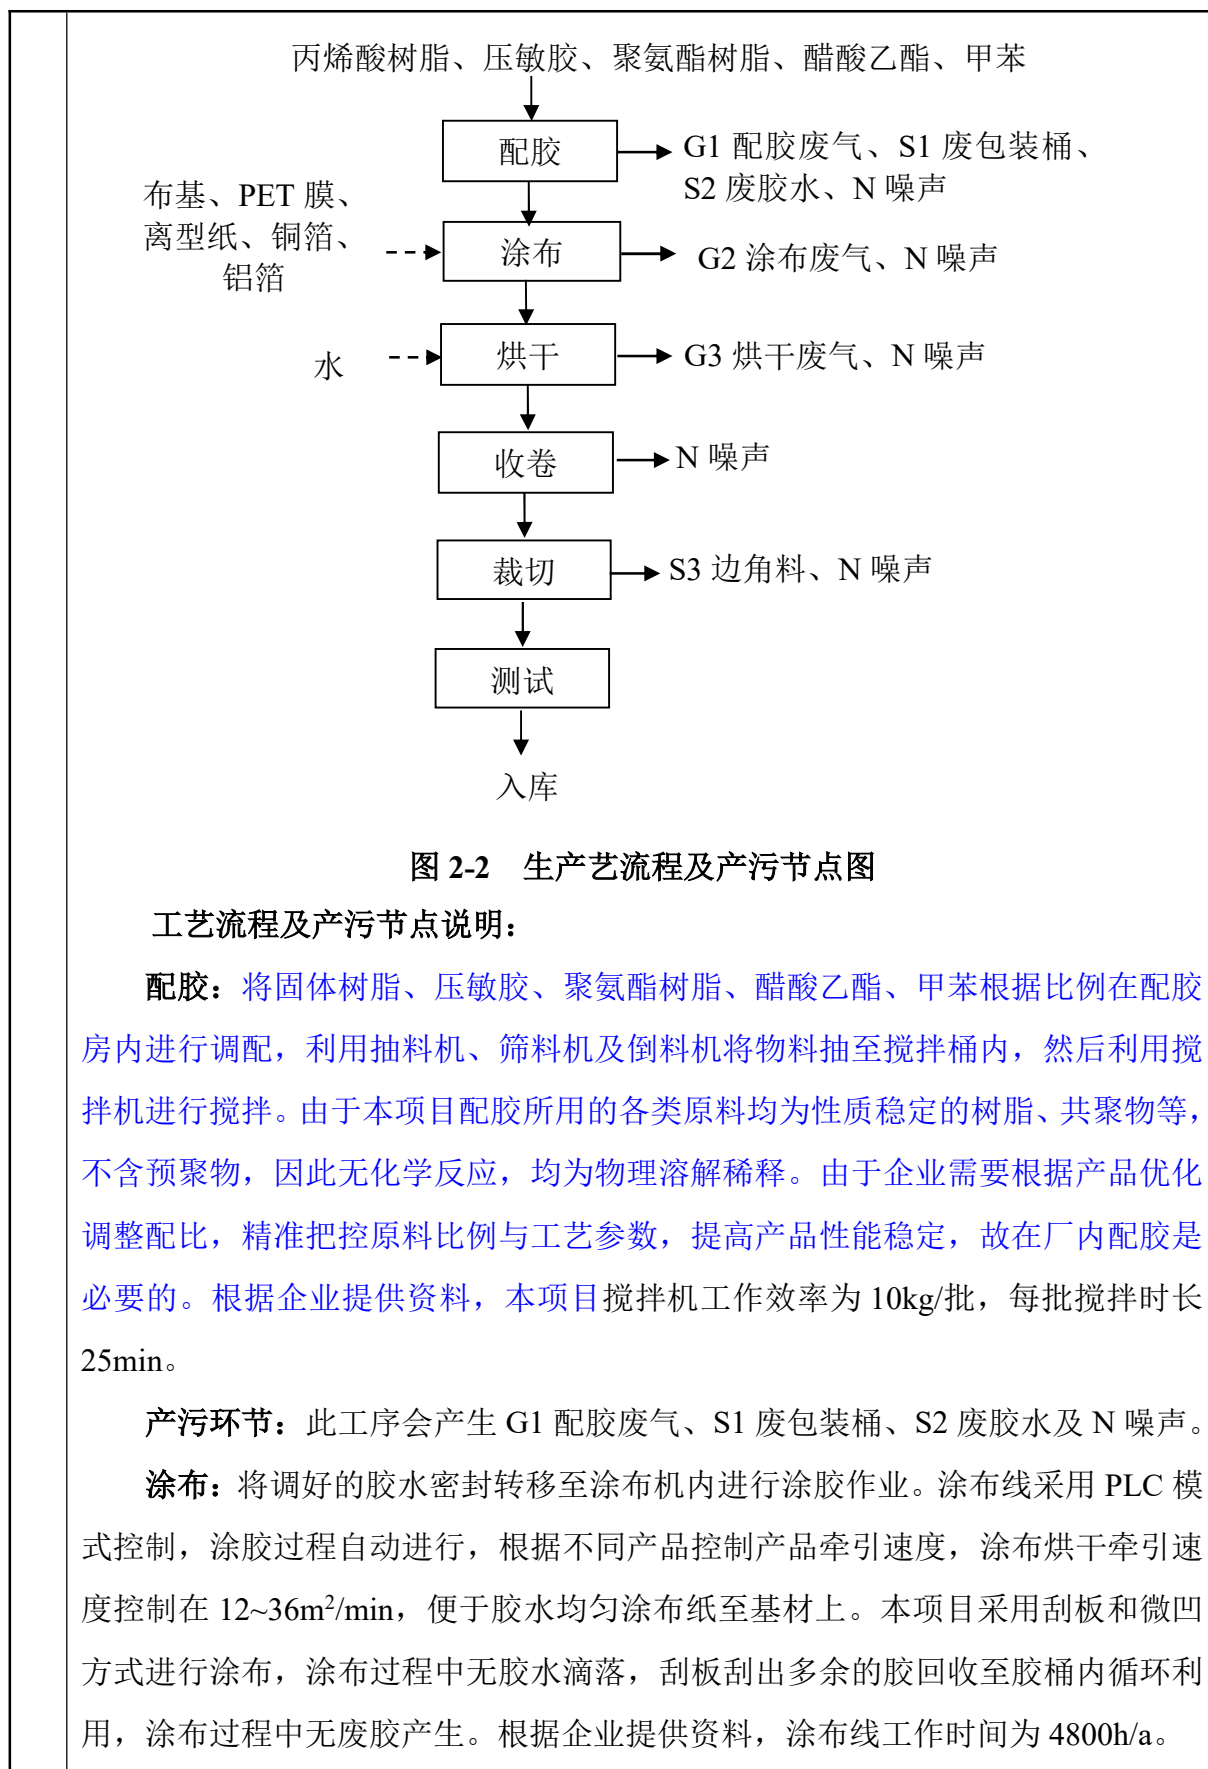 丙烯酸树脂、压敏胶、聚氨酯树脂、醋酸乙酯、甲苯
配胶
G1 配胶废气、S1 废包装桶、
S2 废胶水、N 噪声
布基、PET 膜、
离型纸、铜箔、
铝箔
涂布
G2 涂布废气、N 噪声
水
烘干
G3 烘干废气、N 噪声
收卷
N 噪声
裁切
S3 边角料、N 噪声
测试
入库
图 2-2 生产艺流程及产污节点图
工艺流程及产污节点说明：
配胶：将固体树脂、压敏胶、聚氨酯树脂、醋酸乙酯、甲苯根据比例在配胶
房内进行调配，利用抽料机、筛料机及倒料机将物料抽至搅拌桶内，然后利用搅
拌机进行搅拌。由于本项目配胶所用的各类原料均为性质稳定的树脂、共聚物等，
不含预聚物，因此无化学反应，均为物理溶解稀释。由于企业需要根据产品优化
调整配比，精准把控原料比例与工艺参数，提高产品性能稳定，故在厂内配胶是
必要的。根据企业提供资料，本项目搅拌机工作效率为 10kg/批，每批搅拌时长
25min。
产污环节：此工序会产生 G1 配胶废气、S1 废包装桶、S2 废胶水及 N 噪声。
涂布：将调好的胶水密封转移至涂布机内进行涂胶作业。涂布线采用 PLC 模
式控制，涂胶过程自动进行，根据不同产品控制产品牵引速度，涂布烘干牵引速
度控制在 12~36m²/min，便于胶水均匀涂布纸至基材上。本项目采用刮板和微凹
方式进行涂布，涂布过程中无胶水滴落，刮板刮出多余的胶回收至胶桶内循环利
用，涂布过程中无废胶产生。根据企业提供资料，涂布线工作时间为 4800h/a。